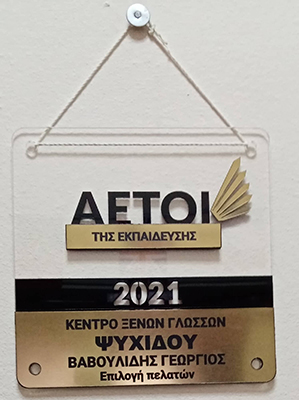 ΑΕΤΟΙ
ΤΗΣ ΕΚΠΑΙΔΕΥΣΗΣ
2021
ΚΕΝΤΡΟ ΞΕΝΩΝ ΓΛΩΣΣΩΝ
ΨΥΧΙΔΟΥ
ΒΑΒΟΥΛΙΔΗΣ ΓΕΩΡΓΙΟΣ
Επιλογή πελατών